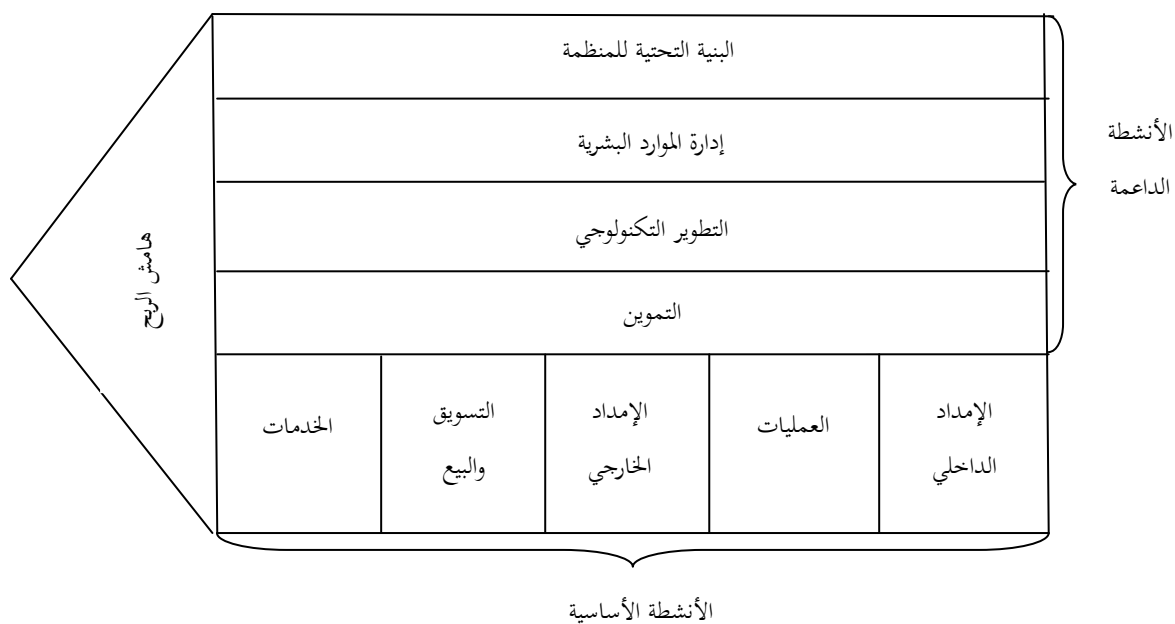 البنية التحتية للمنظمة
الأنشطة
الداعمة
إدارة الموارد البشرية
التطوير التكنولوجي
التموين
هامش الربح
الإمداد
الداخلي
العمليات
الإمداد
الخارجي
التسويق
والبيع
الخدمات
الأنشطة الأساسية